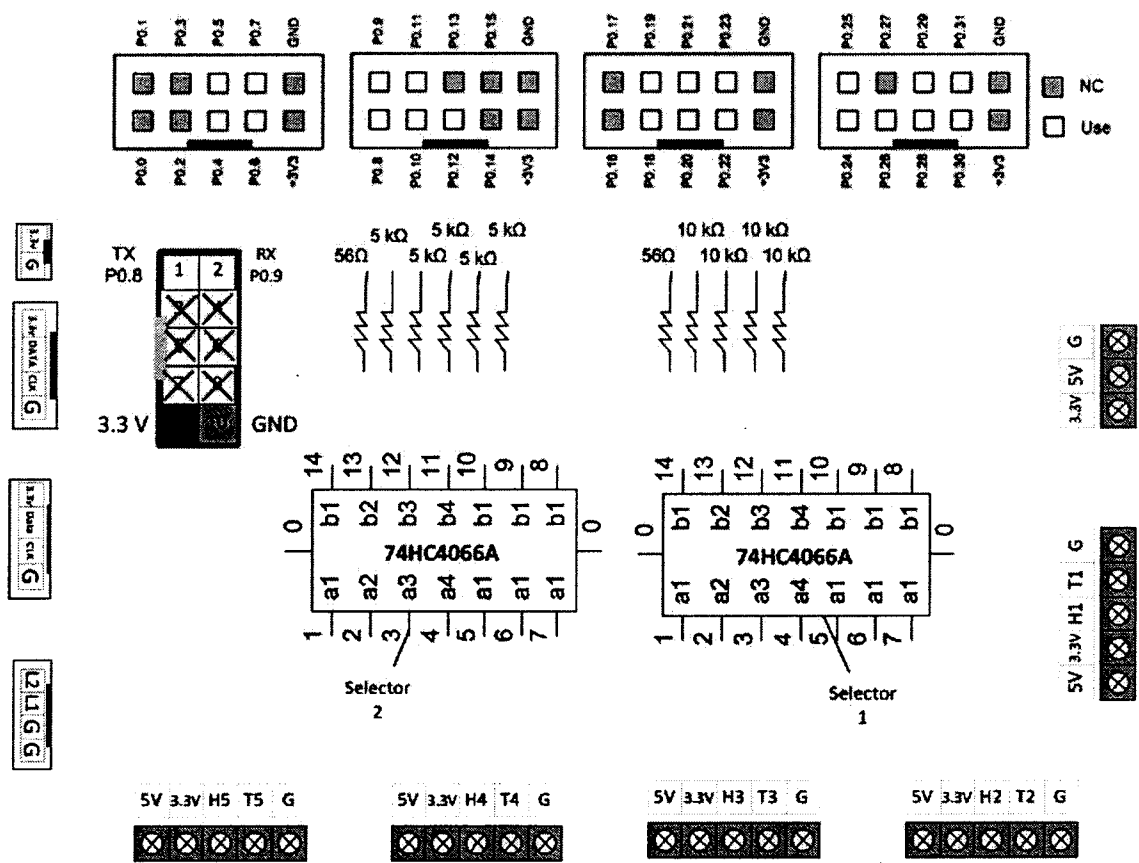 P0.1 P0.3 P0.5 P0.7 GND
P0.9 P0.11 P0.13 P0.15 GND
P0.17 P0.19 P0.21 P0.23 GND
P0.25 P0.27 P0.29 P0.31 GND
NC
Use
P0.0 P0.2 P0.4 P0.6 +3V3
P0.8 P0.10 P0.12 P0.14 +3V3
P0.16 P0.18 P0.20 P0.22 +3V3
P0.24 P0.26 P0.28 P0.30 +3V3
3.3V G
TX
P0.8
1 2
RX
P0.9
3.3 V
GND
3.3V DATA CLK G
5 kΩ 5 kΩ 5 kΩ
56Ω 5 kΩ 5 kΩ
10 kΩ 10 kΩ
56Ω 10 kΩ 10 kΩ
G
5V
3.3V
3.3V Data CLK G
14 13 12 11 10 9 8
0 b1 b2 b3 b4 b1 b1 b1 0
74HC4066A
a1 a2 a3 a4 a1 a1 a1
1 2 3 4 5 6 7
Selector
2
14 13 12 11 10 9 8
0 b1 b2 b3 b4 b1 b1 b1 0
74HC4066A
a1 a2 a3 a4 a1 a1 a1
1 2 3 4 5 6 7
Selector
1
G
T1
H1
3.3V
5V
L2 L1 G G
5V 3.3V H5 T5 G
5V 3.3V H4 T4 G
5V 3.3V H3 T3 G
5V 3.3V H2 T2 G